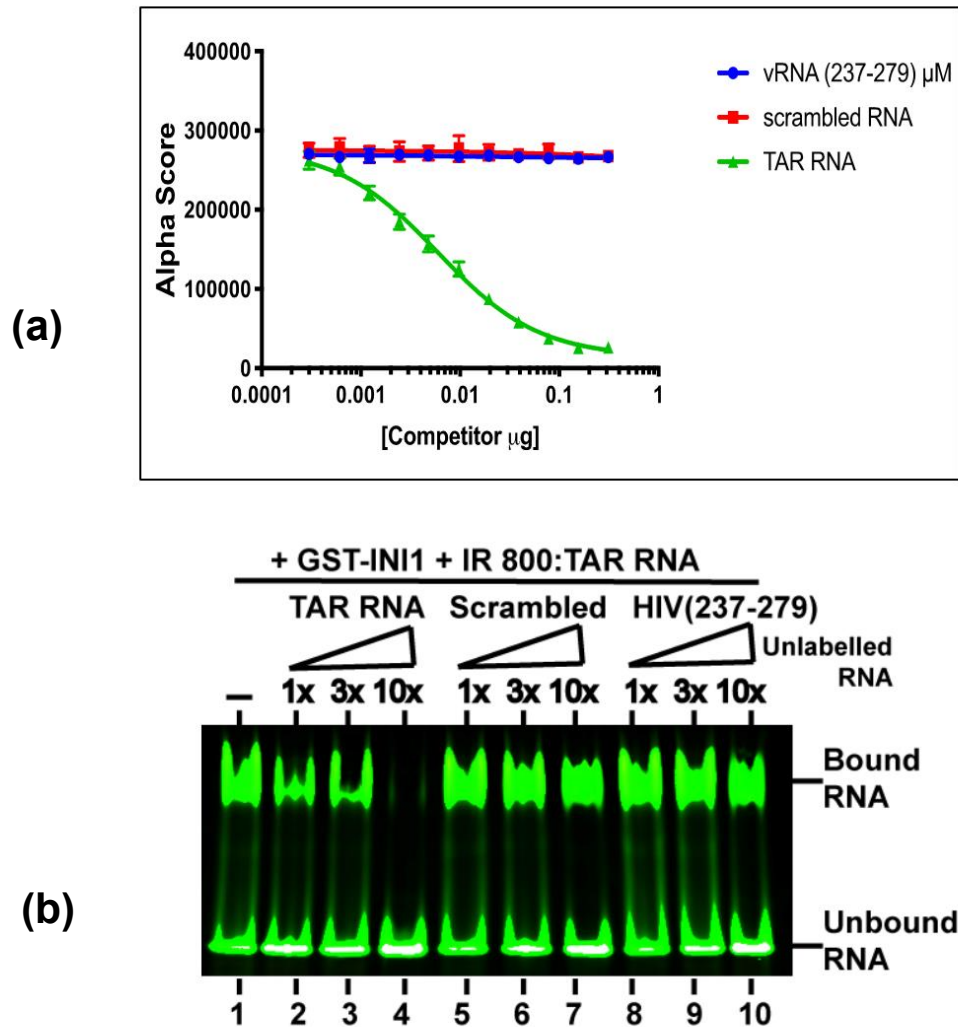 400000
300000
200000
100000
0
Alpha Score
0.0001 0.001 0.01 0.1 1
[Competitor µg]
vRNA (237-279) µM
scrambled RNA
TAR RNA
(a)
+ GST-INI1 + IR 800:TAR RNA
TAR RNA Scrambled HIV(237-279)
Unlabelled
RNA
– 1x 3x 10x 1x 3x 10x 1x 3x 10x
Bound
RNA
(b)
Unbound
RNA
1 2 3 4 5 6 7 8 9 10